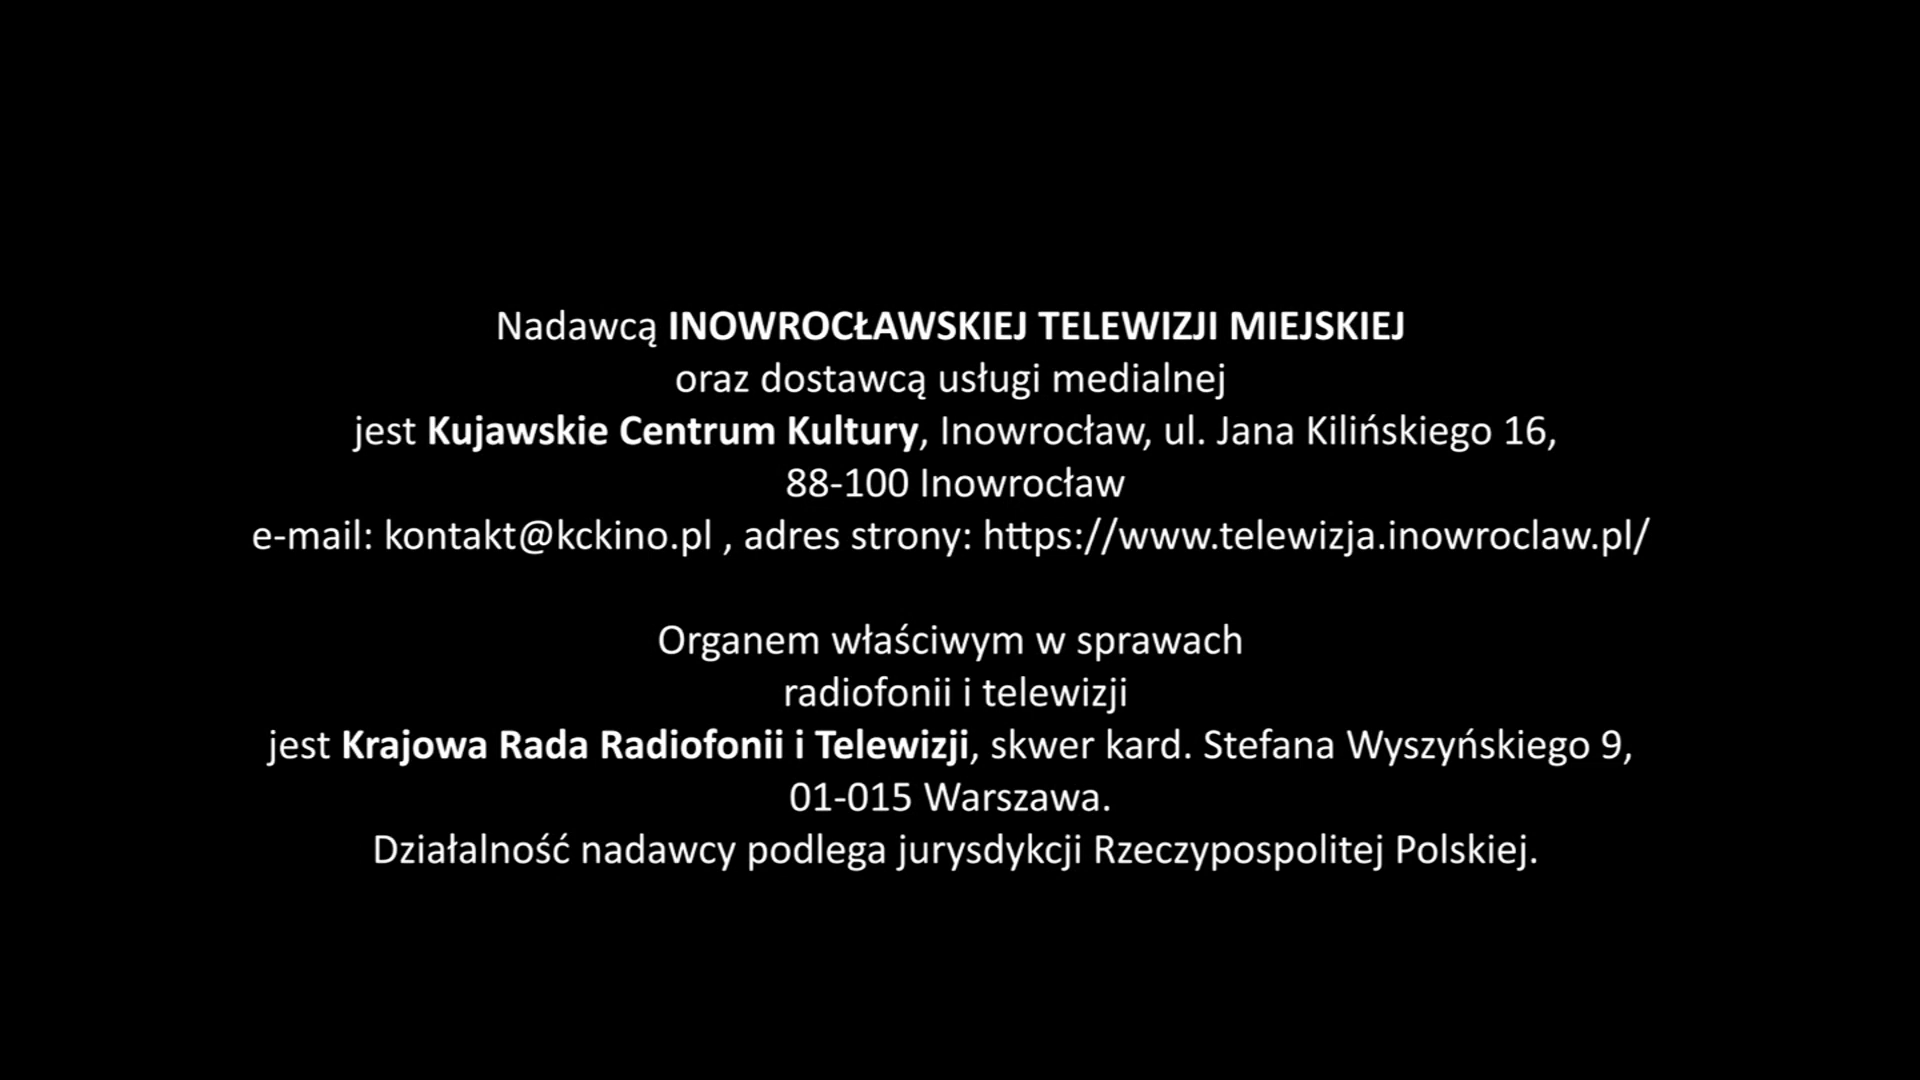 Nadawcą INOWROCŁAWSKIEJ TELEWIZJI MIEJSKIEJ
oraz dostawcą usługi medialnej
jest Kujawskie Centrum Kultury, Inowrocław, ul. Jana Kilińskiego 16,
88-100 Inowrocław
e-mail: kontakt@kckino.pl , adres strony: https://www.telewizja.inowroclaw.pl/
Organem właściwym w sprawach
radiofonii i telewizji
jest Krajowa Rada Radiofonii i Telewizji, skwer kard. Stefana Wyszyńskiego 9,
01-015 Warszawa.
Działalność nadawcy podlega jurysdykcji Rzeczypospolitej Polskiej.